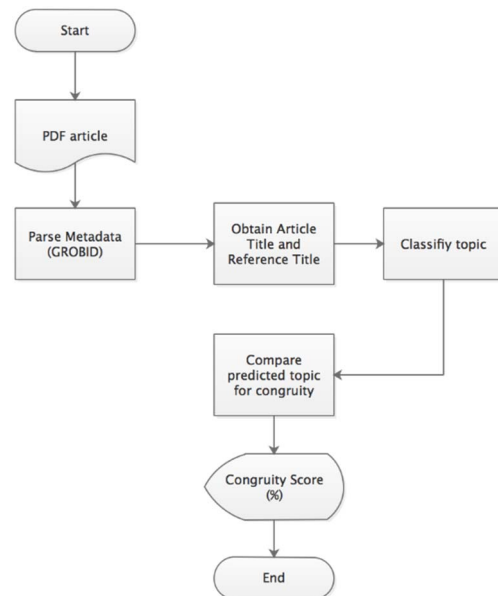 Start
PDF article
Parse Metadata
(GROBID)
Obtain Article
Title and
Reference Title
Classifiy topic
Compare
predicted topic
for congruity
Congruity Score
(%)
End